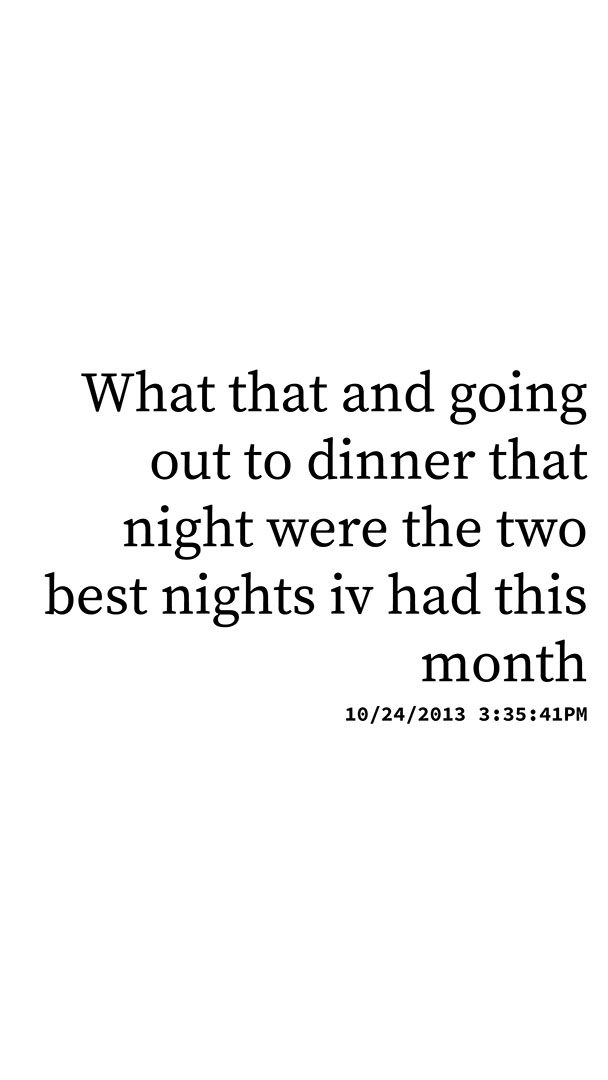 What that and going
out to dinner that
night were the two
best nights iv had this
month
10/24/2013 3:35:41PM